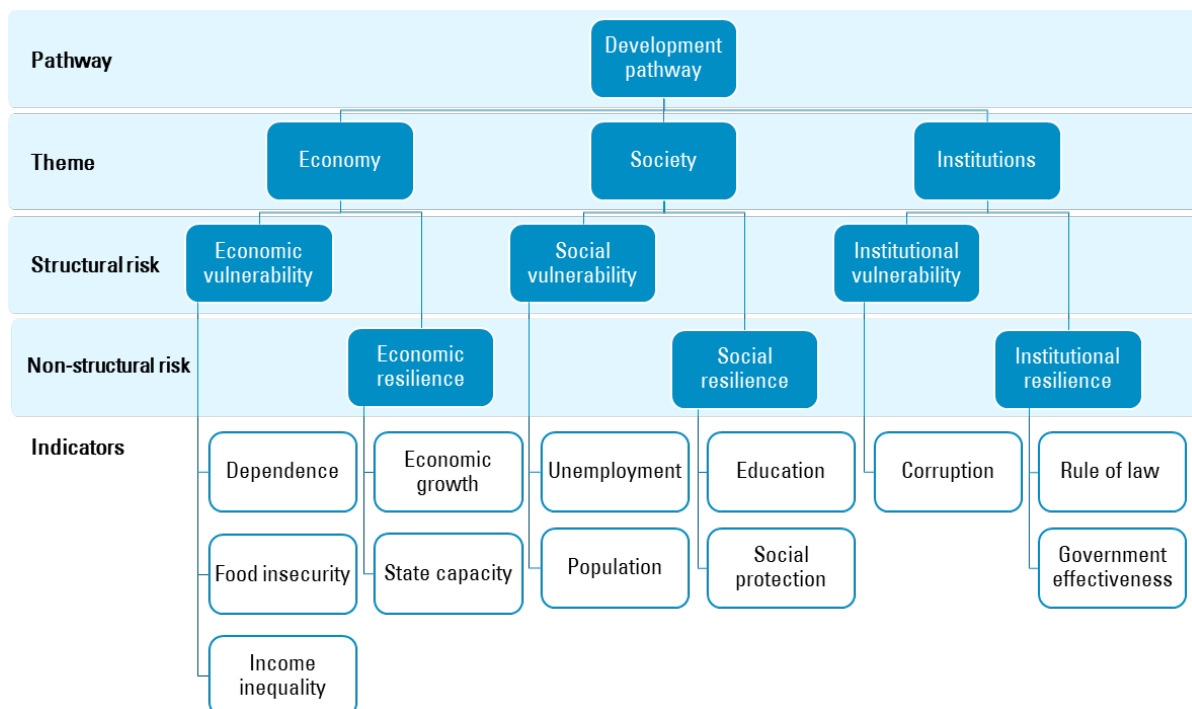 Pathway
Development
pathway
Theme
Economy
Society
Institutions
Structural risk
Economic
vulnerability
Social
vulnerability
Institutional
vulnerability
Non-structural risk
Economic
resilience
Social
resilience
Institutional
resilience
Indicators
Dependence
Economic
growth
Unemployment
Education
Corruption
Rule of law
Food insecurity
State capacity
Population
Social
protection
Government
effectiveness
Income
inequality